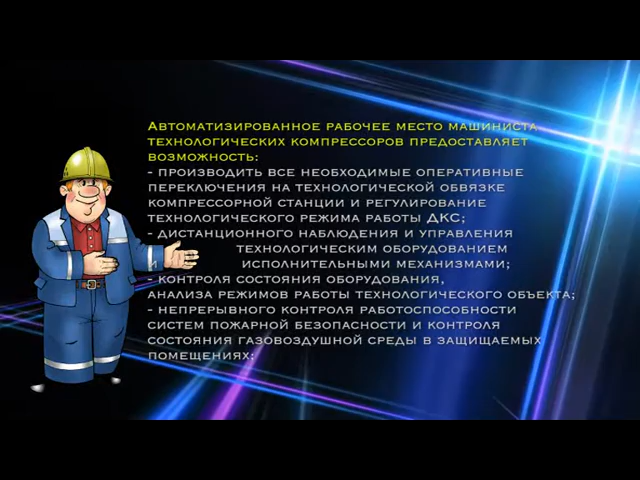 Автоматизированное рабочее место машиниста
технологических компрессоров предоставляет
возможность:
- производить все необходимые оперативные
переключения на технологической обвязке
компрессорной станции и регулирование
технологического режима работы ДКС;
- дистанционного наблюдения и управления
технологическим оборудованием
и исполнительными механизмами;
- контроля состояния оборудования,
анализа режимов работы технологического объекта;
- непрерывного контроля работоспособности
систем пожарной безопасности и контроля
состояния газовоздушной среды в защищаемых
помещениях: